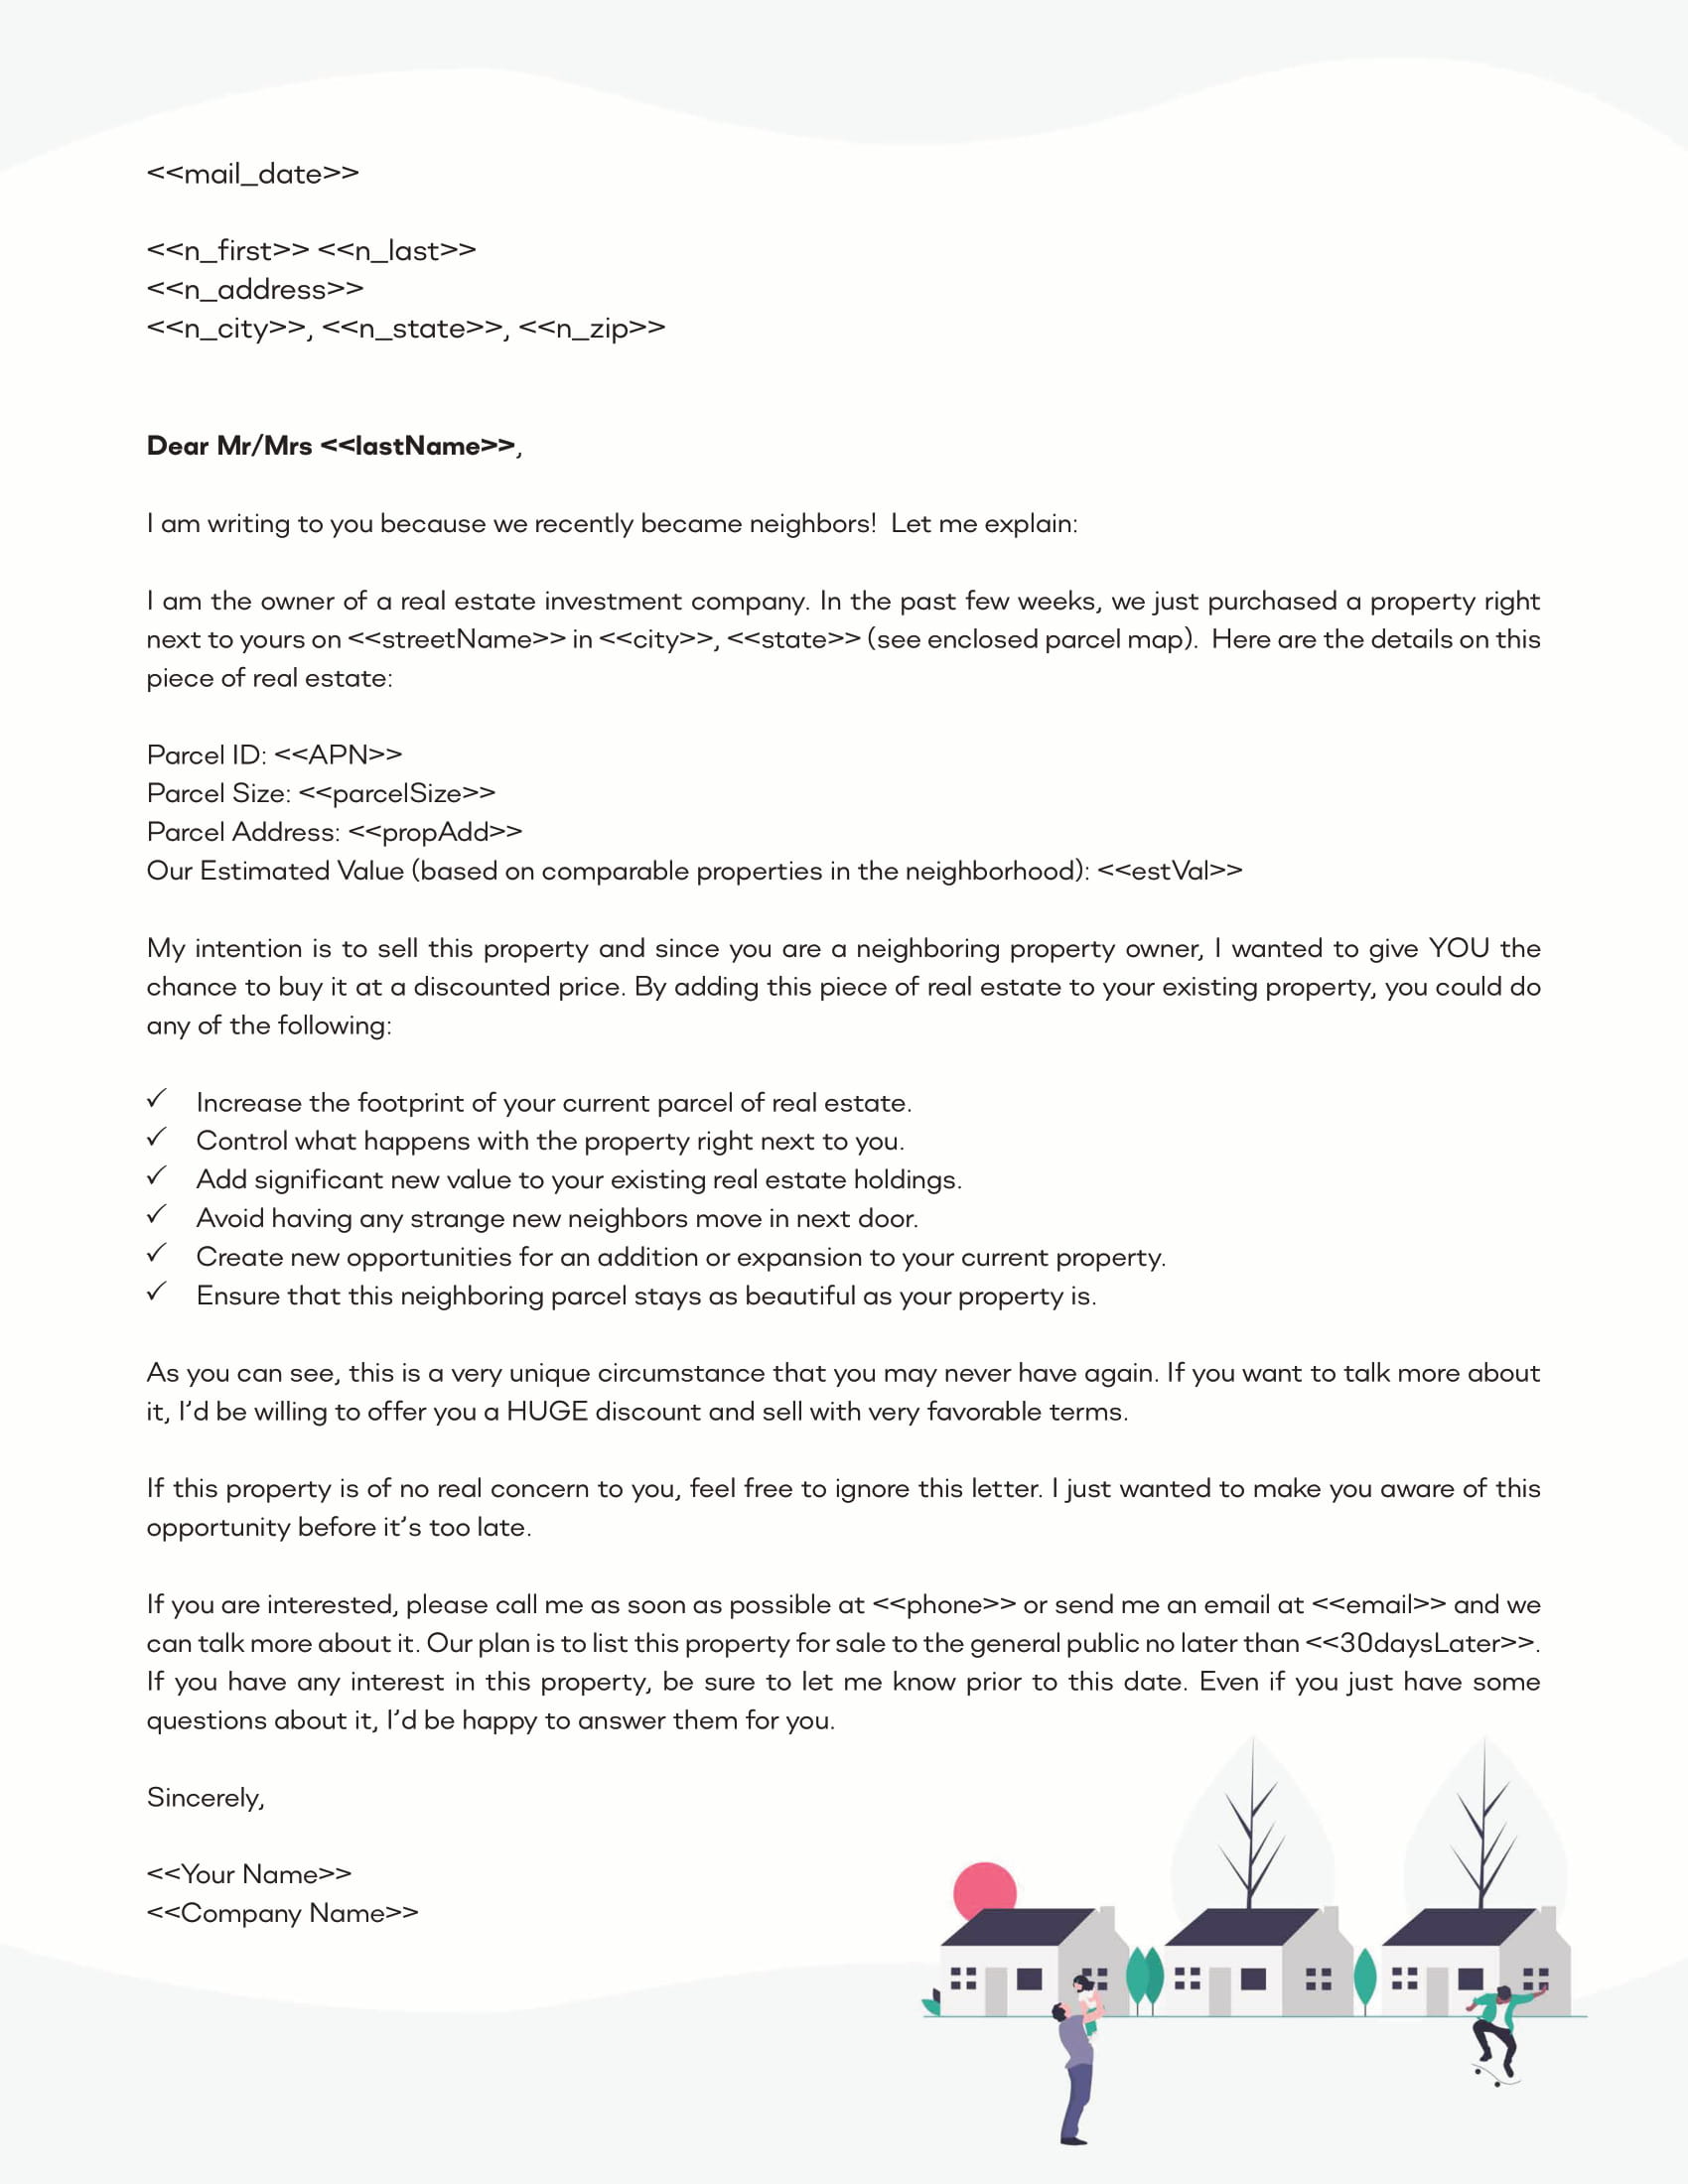 <<mail_date>>
<<n_first>> <<n_last>>
<<n_address>>
<<n_city>>, <<n_state>>, <<n_zip>>
Dear Mr/Mrs <<lastName>>,
I am writing to you because we recently became neighbors!  Let me explain:
I am the owner of a real estate investment company. In the past few weeks, we just purchased a property right
next to yours on <<streetName>> in <<city>>, <<state>> (see enclosed parcel map).  Here are the details on this
piece of real estate:
Parcel ID: <<APN>>
Parcel Size: <<parcelSize>>
Parcel Address: <<propAdd>>
Our Estimated Value (based on comparable properties in the neighborhood): <<estVal>>
My intention is to sell this property and since you are a neighboring property owner, I wanted to give YOU the
chance to buy it at a discounted price. By adding this piece of real estate to your existing property, you could do
any of the following:
✓ Increase the footprint of your current parcel of real estate.
✓ Control what happens with the property right next to you.
✓ Add significant new value to your existing real estate holdings.
✓ Avoid having any strange new neighbors move in next door.
✓ Create new opportunities for an addition or expansion to your current property.
✓ Ensure that this neighboring parcel stays as beautiful as your property is.
As you can see, this is a very unique circumstance that you may never have again. If you want to talk more about
it, I'd be willing to offer you a HUGE discount and sell with very favorable terms.
If this property is of no real concern to you, feel free to ignore this letter. I just wanted to make you aware of this
opportunity before it's too late.
If you are interested, please call me as soon as possible at <<phone>> or send me an email at <<email>> and we
can talk more about it. Our plan is to list this property for sale to the general public no later than <<30daysLater>>.
If you have any interest in this property, be sure to let me know prior to this date. Even if you just have some
questions about it, I'd be happy to answer them for you.
Sincerely,
<<Your Name>>
<<Company Name>>